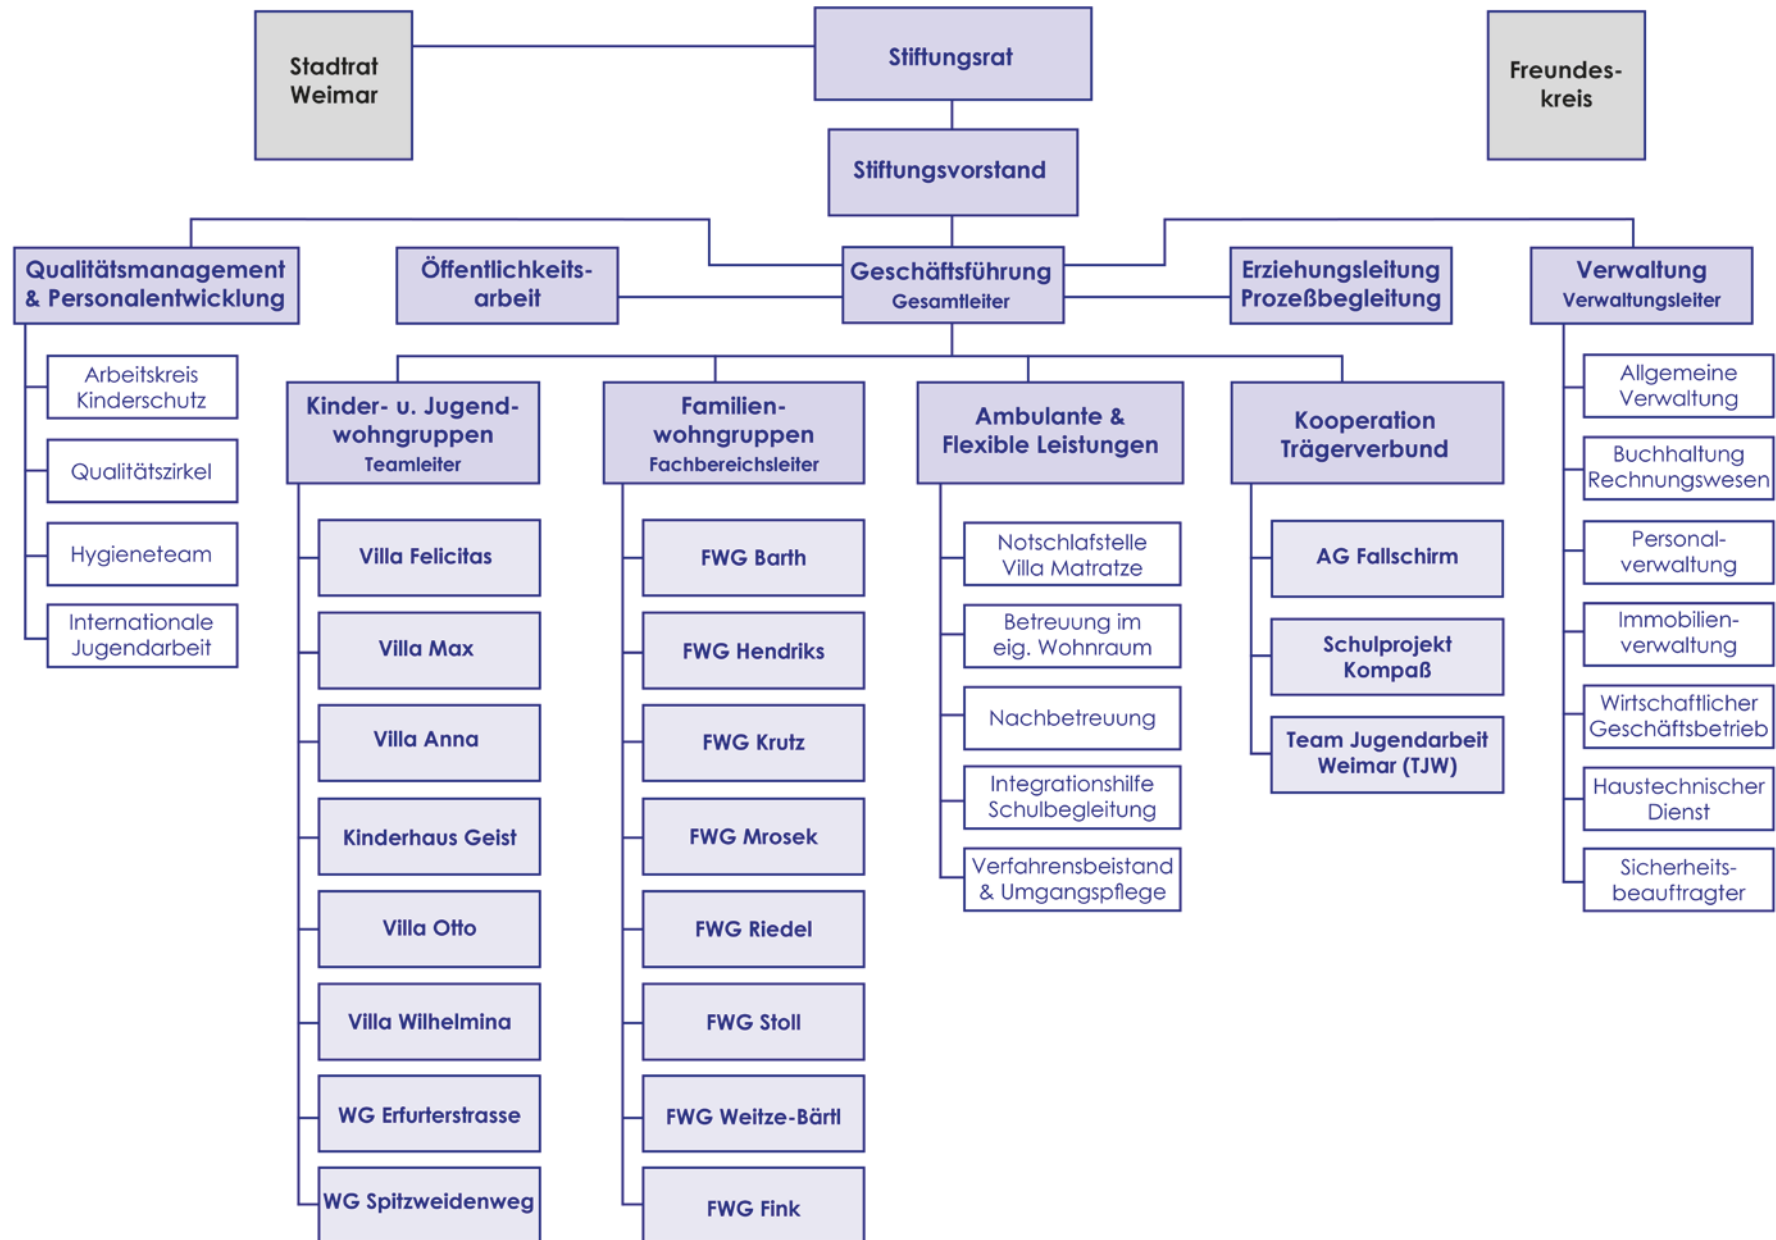 Stadtrat
Weimar
Stiftungsrat
Freundes-
kreis
Stiftungsvorstand
Qualitätsmanagement
& Personalentwicklung
Öffentlichkeits-
arbeit
Geschäftsführung
Gesamtleiter
Erziehungsleitung
Prozeßbegleitung
Verwaltung
Verwaltungsleiter
Arbeitskreis
Kinderschutz
Qualitätszirkel
Hygieneteam
Internationale
Jugendarbeit
Kinder- u. Jugend-
wohngruppen
Teamleiter
Villa Felicitas
Villa Max
Villa Anna
Kinderhaus Geist
Villa Otto
Villa Wilhelmina
WG Erfurterstrasse
WG Spitzweidenweg
Familien-
wohngruppen
Fachbereichsleiter
FWG Barth
FWG Hendriks
FWG Krutz
FWG Mrosek
FWG Riedel
FWG Stoll
FWG Weitze-Bärtl
FWG Fink
Ambulante &
Flexible Leistungen
Notschlafstelle
Villa Matratze
Betreuung im
eig. Wohnraum
Nachbetreuung
Integrationshilfe
Schulbegleitung
Verfahrensbeistand
& Umgangspflege
Kooperation
Trägerverbund
AG Fallschirm
Schulprojekt
Kompaß
Team Jugendarbeit
Weimar (TJW)
Allgemeine
Verwaltung
Buchhaltung
Rechnungswesen
Personal-
verwaltung
Immobilien-
verwaltung
Wirtschaftlicher
Geschäftsbetrieb
Haustechnischer
Dienst
Sicherheits-
beauftragter